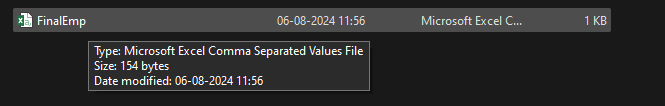 FinalEmp 06-08-2024 11:56 Microsoft Excel C... 1 KB
Type: Microsoft Excel Comma Separated Values File
Size: 154 bytes
Date modified: 06-08-2024 11:56